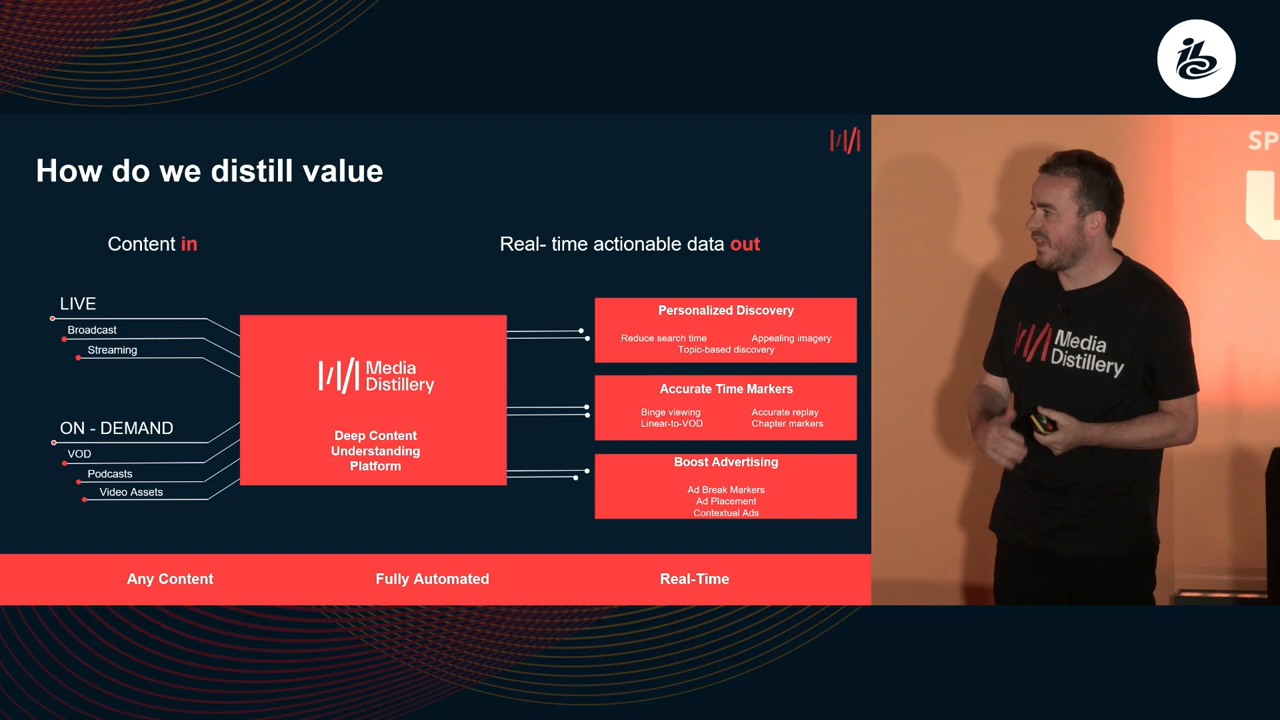 ibc
How do we distill value
Content in
Real- time actionable data out
LIVE
Broadcast
Streaming
ON - DEMAND
VOD
Podcasts
Video Assets
Media
Distillery
Deep Content
Understanding
Platform
Personalized Discovery
Reduce search time
Appealing imagery
Topic-based discovery
Accurate Time Markers
Binge viewing
Accurate replay
Linear-to-VOD
Chapter markers
Boost Advertising
Ad Break Markers
Ad Placement
Contextual Ads
Any Content
Fully Automated
Real-Time
SP
Media
Distillery